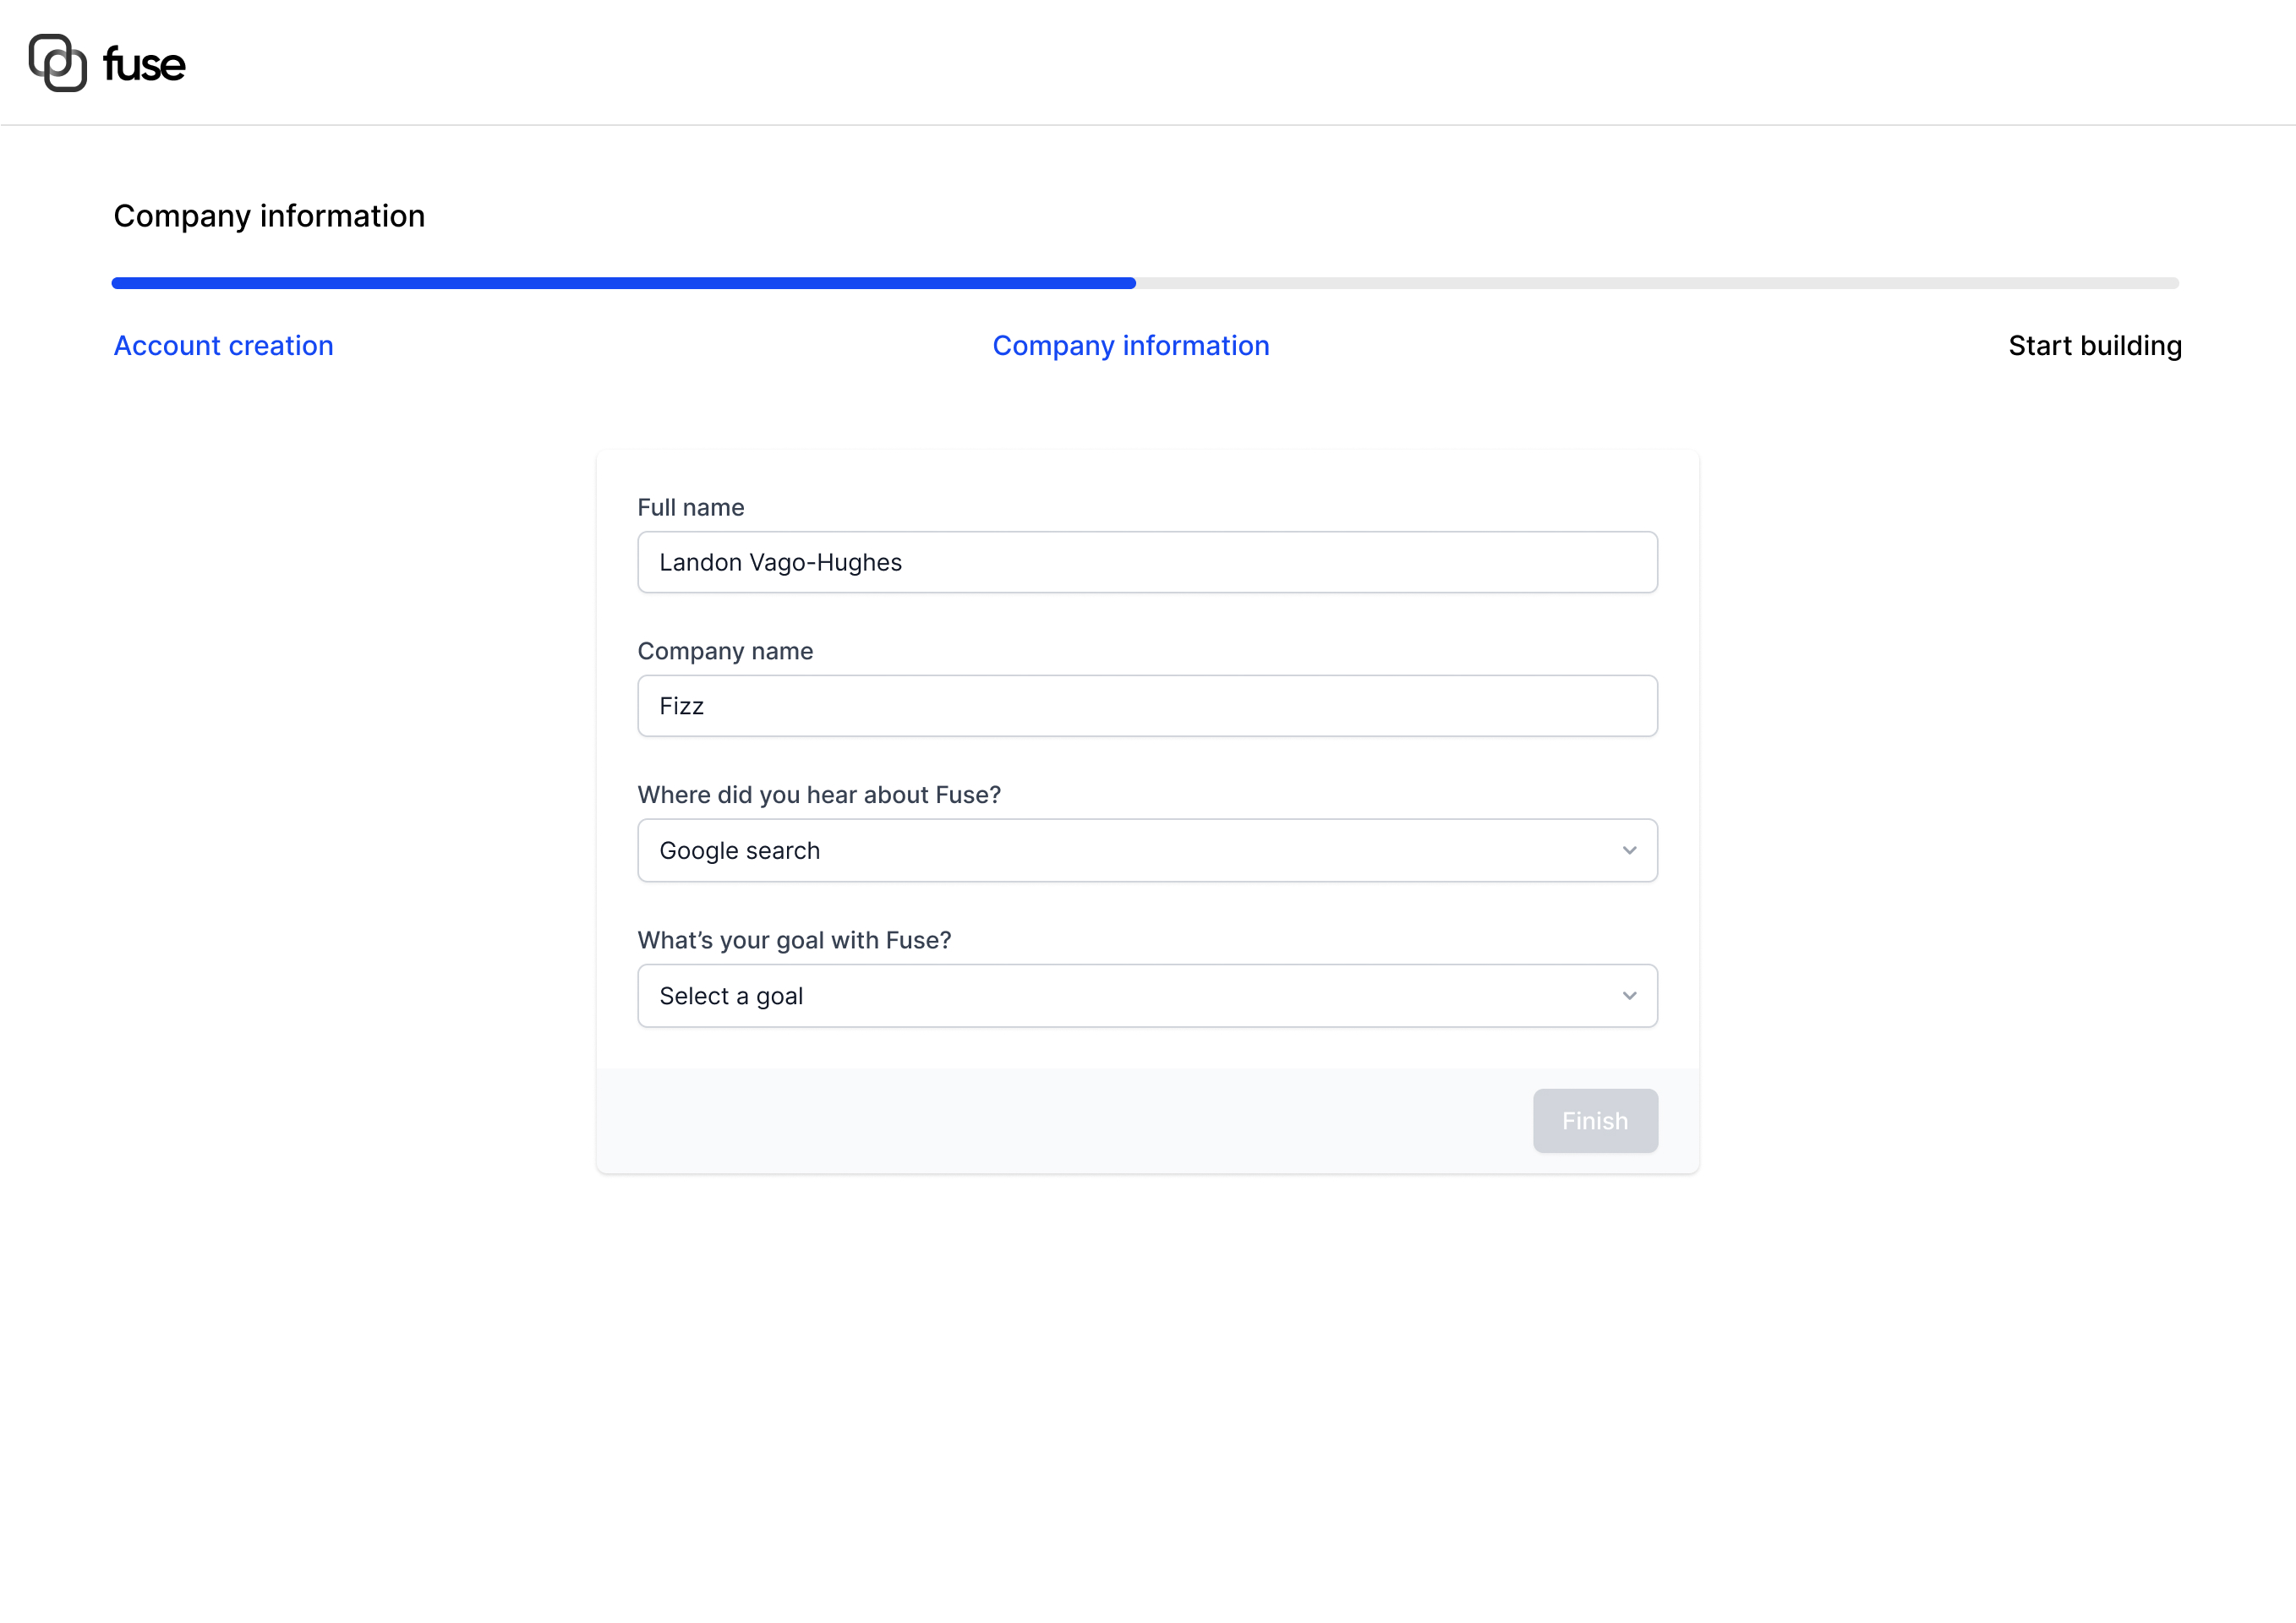 fuse
Company information
Account creation
Company information
Start building
Full name
Landon Vago-Hughes
Company name
Fizz
Where did you hear about Fuse?
Google search
What’s your goal with Fuse?
Select a goal
Finish